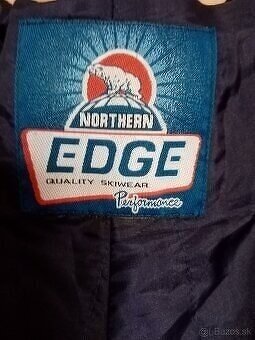 NORTHERN
EDGE
QUALITY SKIWEAR
Performance
Bazos.sk